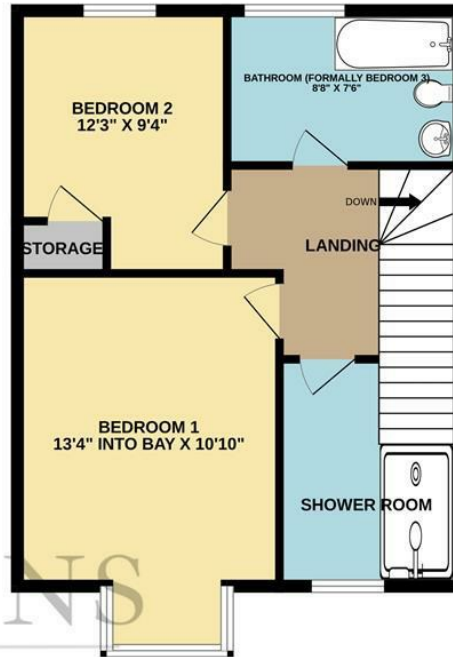 BEDROOM 2
12'3" X 9'4"
BATHROOM (FORMALLY BEDROOM 3)
8'8" X 7'6"
DOWN
STORAGE
LANDING
BEDROOM 1
13'4" INTO BAY X 10'10"
SHOWER ROOM
NS